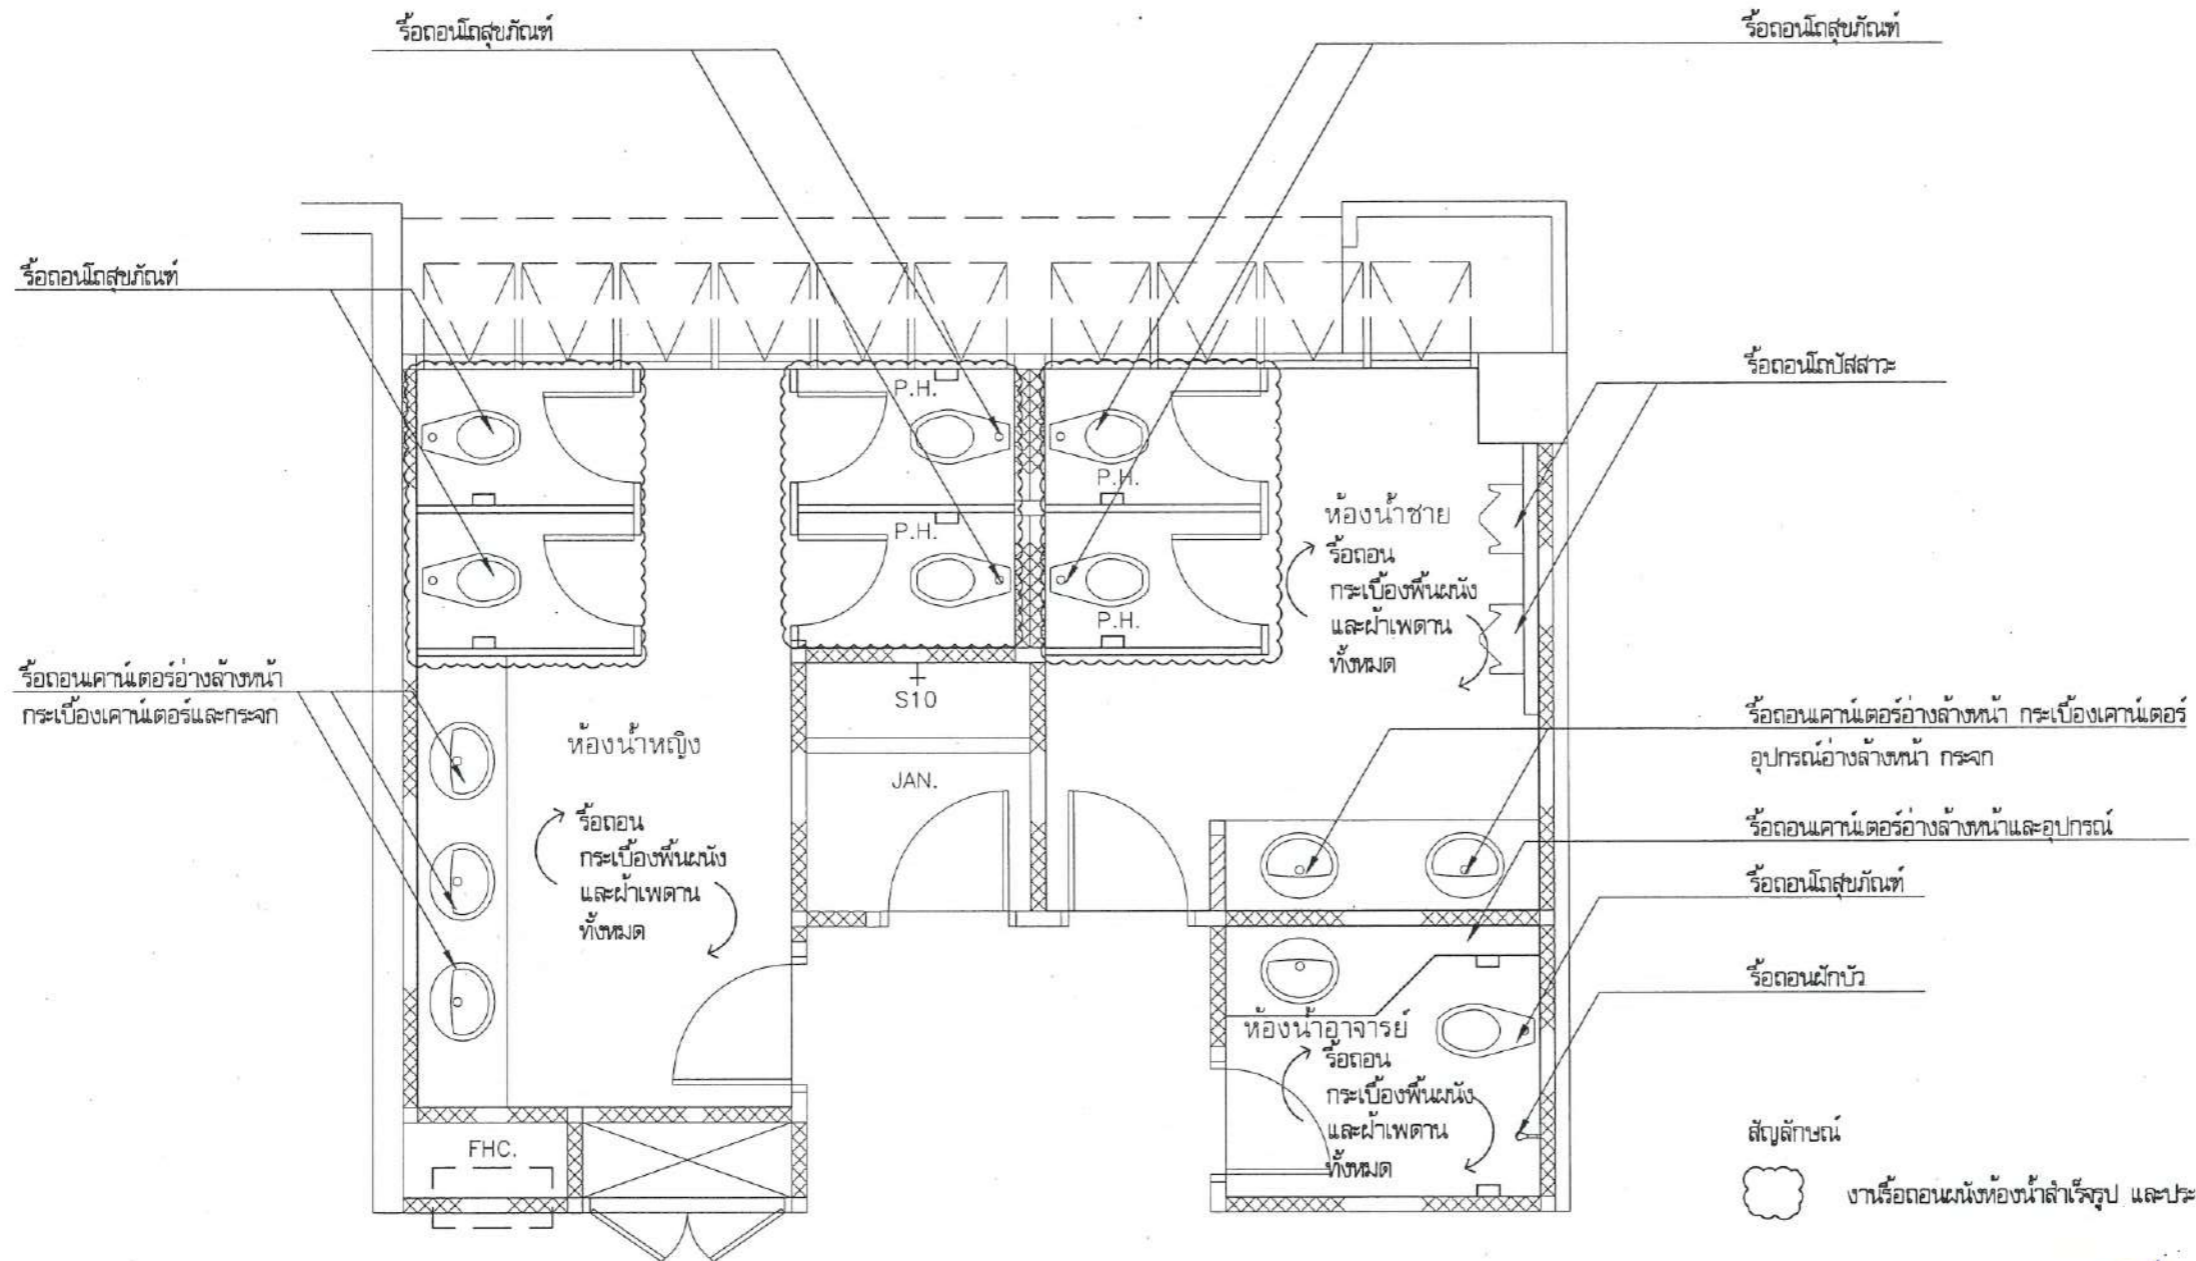 รื้อถอนโถสุขภัณฑ์
รื้อถอนโถสุขภัณฑ์
รื้อถอนโถสุขภัณฑ์
รื้อถอนโถปัสสาวะ
P.H.
P.H.
P.H.
P.H.
ห้องน้ำชาย
รื้อถอน
กระเบื้องพื้นผนัง
และฝ้าเพดาน
ทั้งหมด
รื้อถอนเคาน์เตอร์อ่างล้างหน้า
กระเบื้องเคาน์เตอร์และกระจก
S10
JAN.
ห้องน้ำหญิง
รื้อถอน
กระเบื้องพื้นผนัง
และฝ้าเพดาน
ทั้งหมด
รื้อถอนเคาน์เตอร์อ่างล้างหน้า กระเบื้องเคาน์เตอร์
อุปกรณ์อ่างล้างหน้า กระจก
รื้อถอนเคาน์เตอร์อ่างล้างหน้าและอุปกรณ์
รื้อถอนโถสุขภัณฑ์
รื้อถอนฝักบัว
ห้องน้ำอาจารย์
รื้อถอน
กระเบื้องพื้นผนัง
และฝ้าเพดาน
ทั้งหมด
FHC.
สัญลักษณ์
งานรื้อถอนผนังห้องน้ำสำเร็จรูป และประ